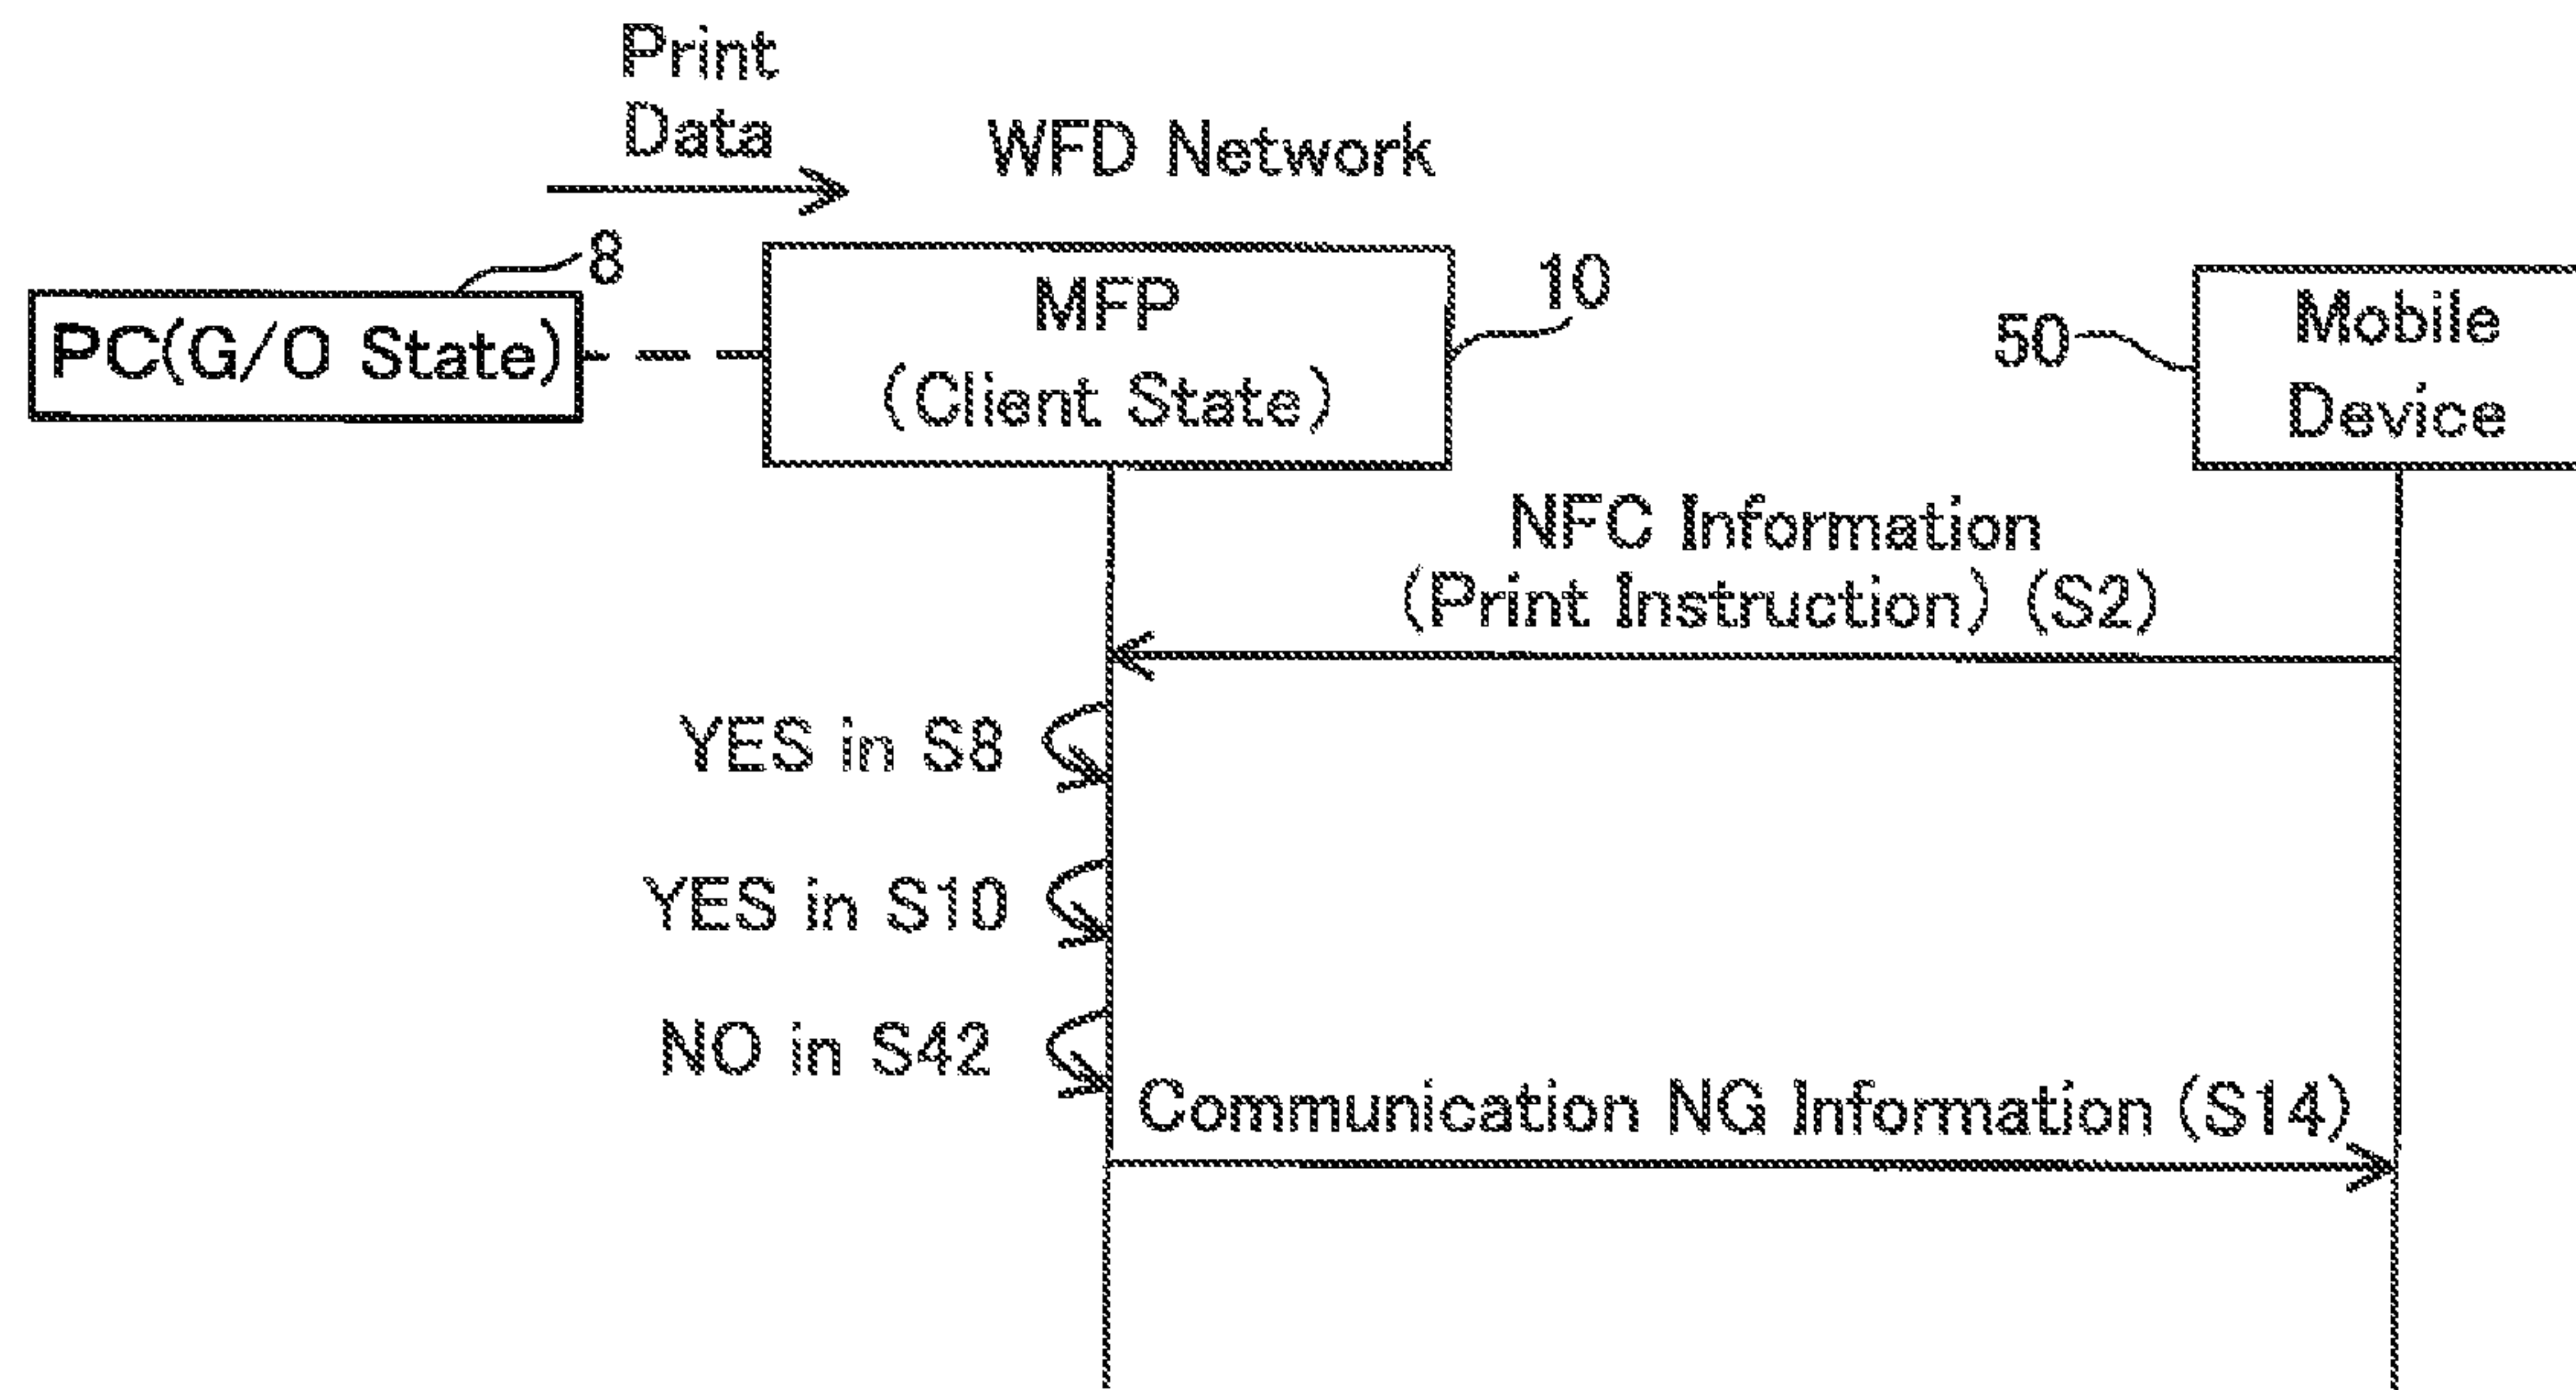 Print
Data
WFD Network
8
PC(G/O State)
MFP
(Client State)
10
50
Mobile
Device
NFC Information
(Print Instruction) (S2)
YES in S8
YES in S10
NO in S42
Communication NG Information (S14)